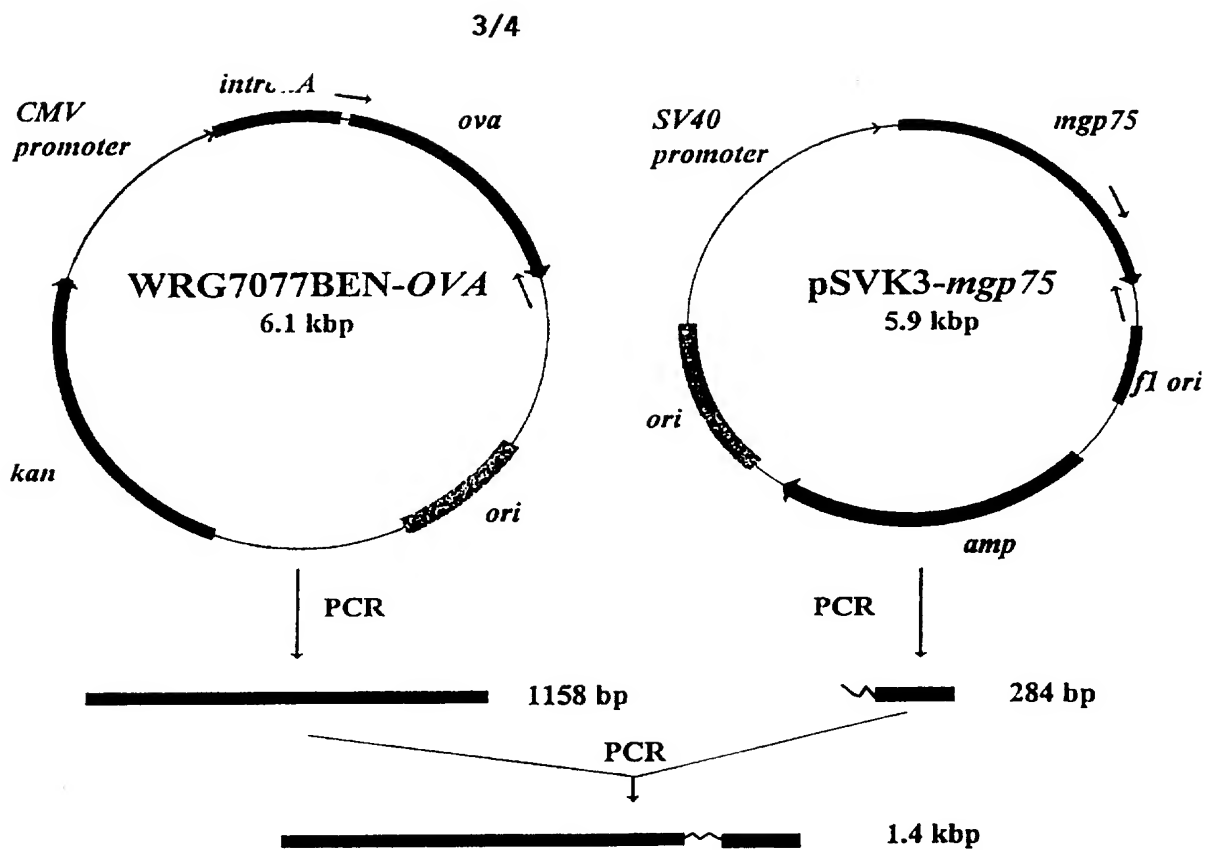 3/4
CMV
promoter
ova
WRG7077BEN-OVA
6.1 kbp
kan
ori
SV40
promoter
mgp75
pSVK3-mgp75
5.9 kbp
f1 ori
ori
amp
PCR
PCR
1158 bp
284 bp
PCR
1.4 kbp